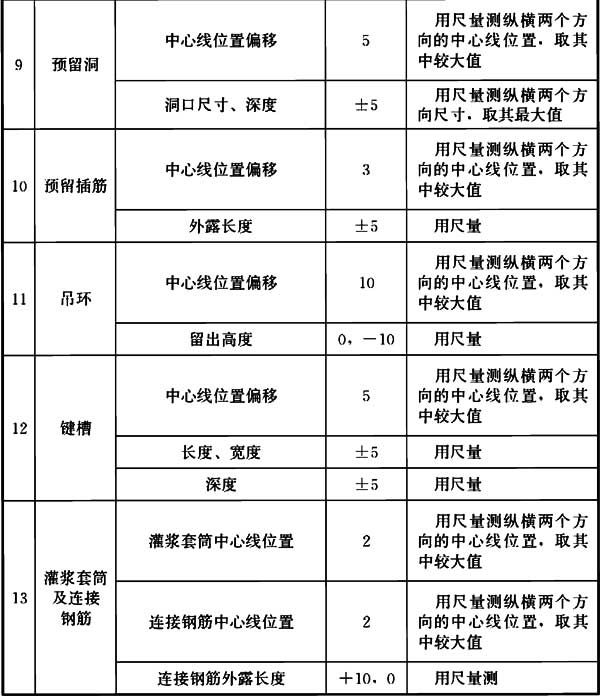 9
预留洞
中心线位置偏移
5
用尺量测纵横两个方
向的中心线位置，取其
中较大值
洞口尺寸、深度
±5
用尺量测纵横两个方
向尺寸，取其最大值
10
预留插筋
中心线位置偏移
3
用尺量测纵横两个方
向的中心线位置，取其
中较大值
外露长度
±5
用尺量
11
吊环
中心线位置偏移
10
用尺量测纵横两个方
向的中心线位置，取其
中较大值
留出高度
0，－10
用尺量
12
键槽
中心线位置偏移
5
用尺量测纵横两个方
向的中心线位置，取其
中较大值
长度、宽度
±5
用尺量
深度
±5
用尺量
13
灌浆套筒
及连接
钢筋
灌浆套筒中心线位置
2
用尺量测纵横两个方
向的中心线位置，取其
中较大值
连接钢筋中心线位置
2
用尺量测纵横两个方
向的中心线位置，取其
中较大值
连接钢筋外露长度
＋10，0
用尺量测